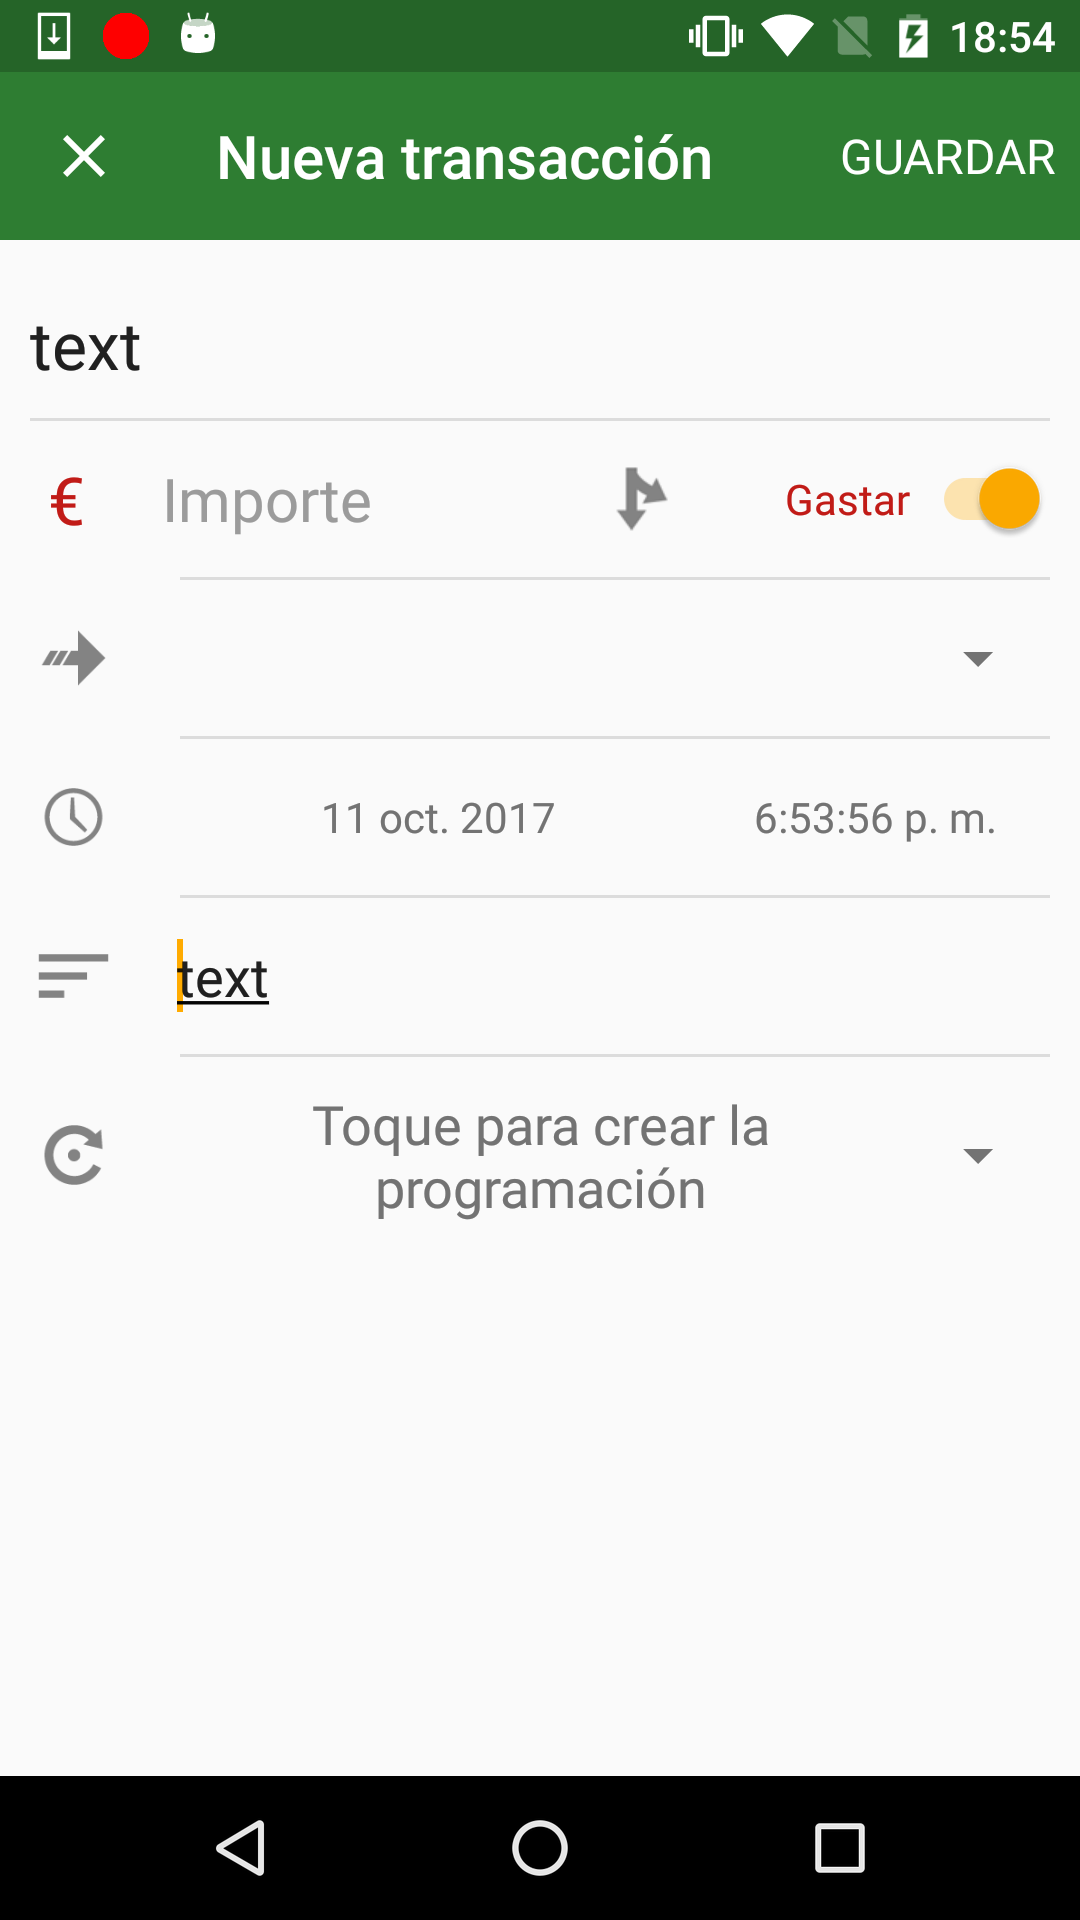 18:54
Nueva transacción GUARDAR
text
€ Importe Gastar
11 oct. 2017 6:53:56 p. m.
text
Toque para crear la
programación